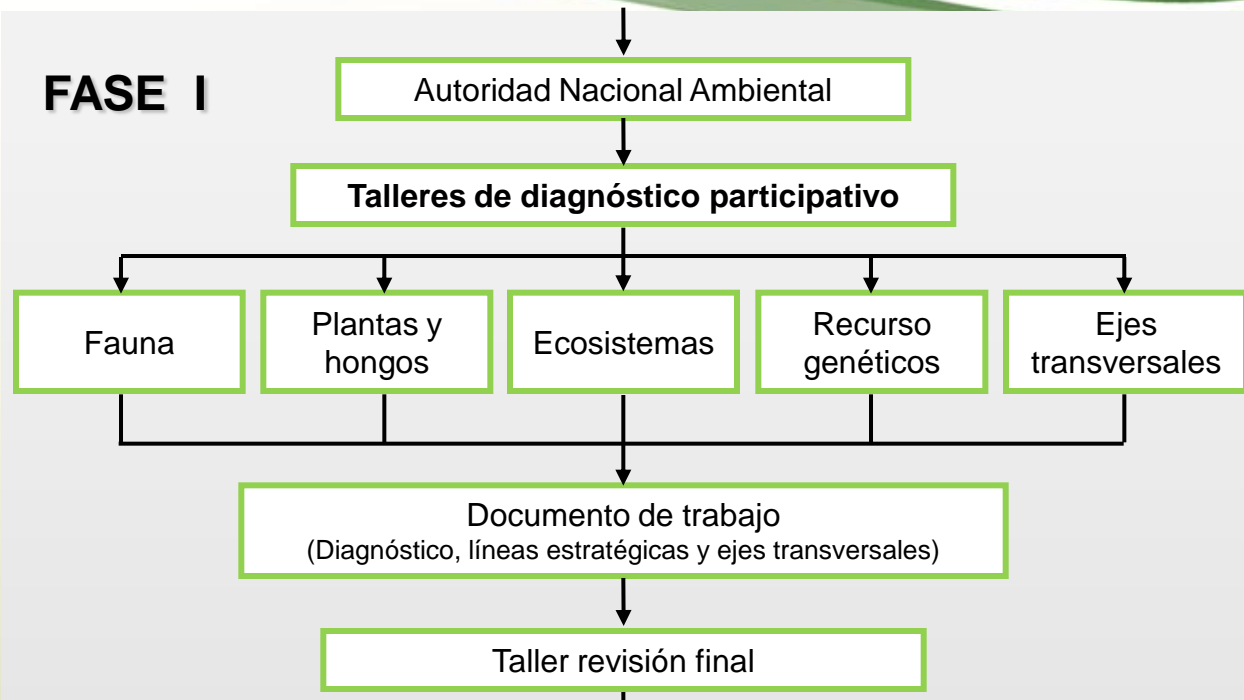 FASE I
Autoridad Nacional Ambiental
Talleres de diagnóstico participativo
Fauna
Plantas y
hongos
Ecosistemas
Recurso
genéticos
Ejes
transversales
Documento de trabajo
(Diagnóstico, líneas estratégicas y ejes transversales)
Taller revisión final